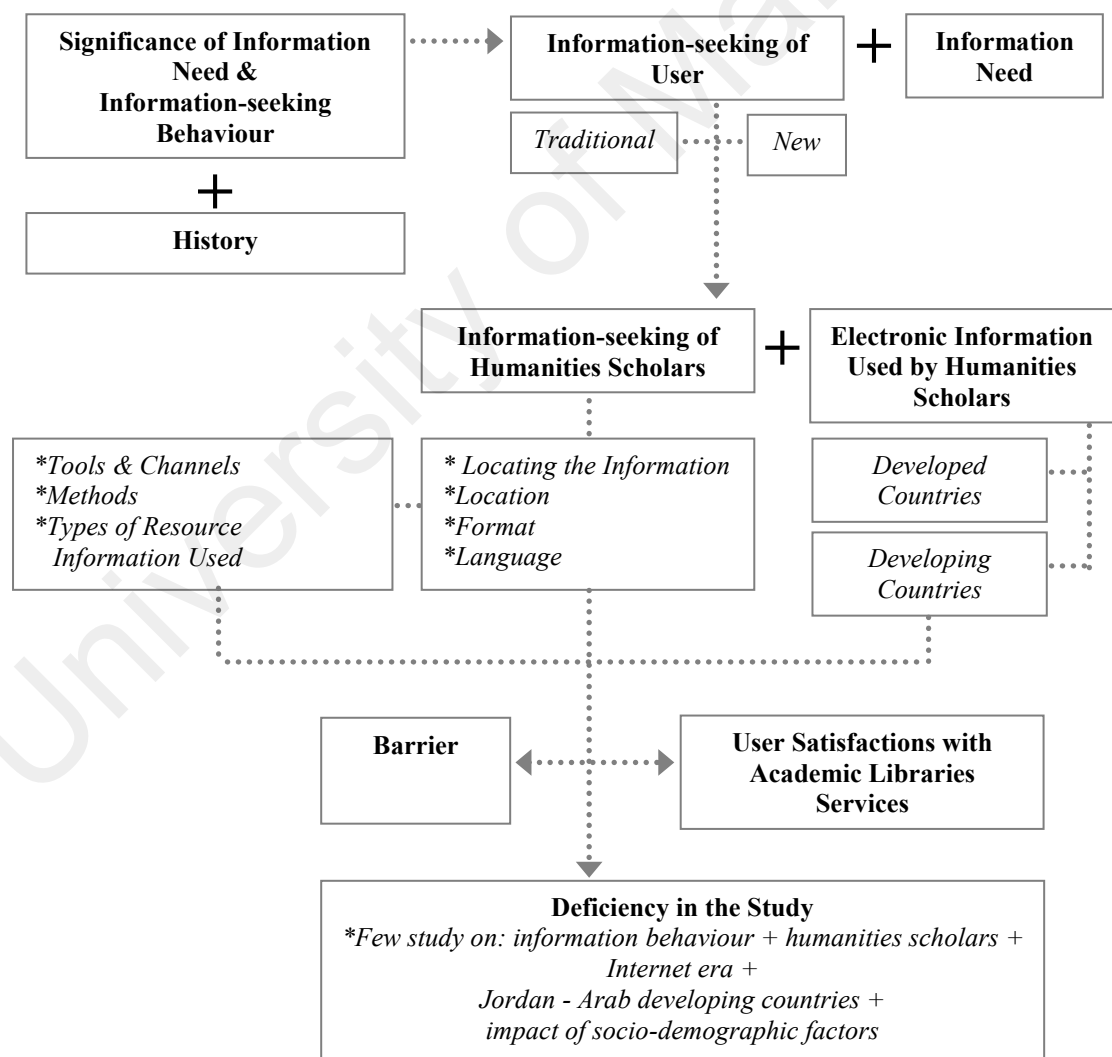 Significance of Information
Need &
Information-seeking
Behaviour
+
History
Information-seeking of
User
+
Information
Need
Traditional
New
Information-seeking of
Humanities Scholars
+
Electronic Information
Used by Humanities
Scholars
*Tools & Channels
*Methods
*Types of Resource
Information Used
* Locating the Information
*Location
*Format
*Language
Developed
Countries
Developing
Countries
Barrier
User Satisfactions with
Academic Libraries
Services
Deficiency in the Study
*Few study on: information behaviour + humanities scholars +
Internet era +
Jordan - Arab developing countries +
impact of socio-demographic factors
University of Ma